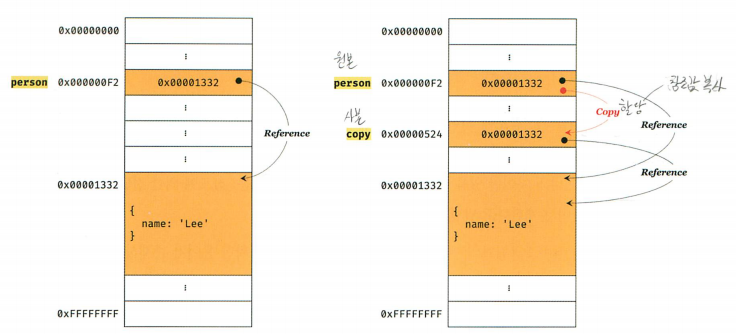 0x00000000
⋮
person 0x000000F2 0x00001332
⋮
Reference
⋮
0x00001332
{
name: 'Lee'
}
⋮
0xFFFFFFFF
0x00000000
⋮
원본
person 0x000000F2 0x00001332
참조값 복사
⋮
Copy 할당
사본
Reference
copy 0x00000524 0x00001332
⋮
Reference
0x00001332
{
name: 'Lee'
}
⋮
0xFFFFFFFF